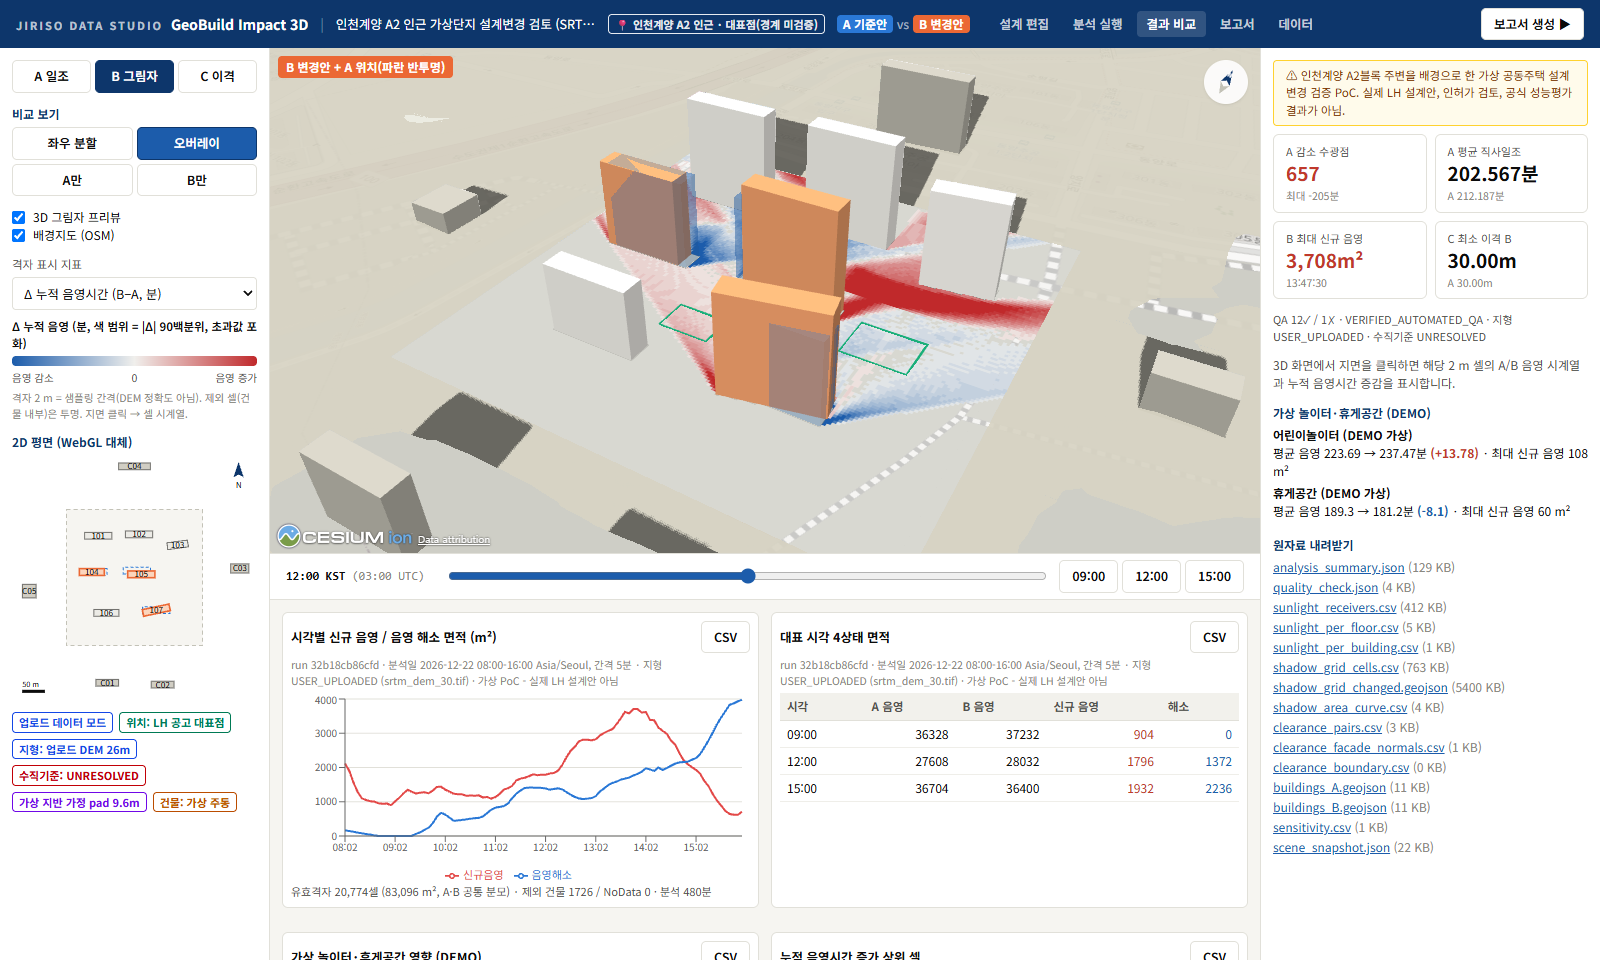 JIRISO DATA STUDIO GeoBuild Impact 3D
인천계양 A2 인근 가상단지 설계변경 검토 (SRT…
인천계양 A2 인근 · 대표점(경계 미검증)
A 기준안 vs B 변경안
설계 편집 분석 실행 결과 비교 보고서 데이터
보고서 생성 ▶
A 일조 B 그림자 C 이격
비교 보기
좌우 분할 오버레이
A만 B만
3D 그림자 프리뷰
배경지도 (OSM)
격자 표시 지표
Δ 누적 음영시간 (B−A, 분)
Δ 누적 음영 (분, 색 범위 = |Δ| 90백분위, 초과값 포
화)
음영 감소 0 음영 증가
격자 2 m = 샘플링 간격(DEM 정확도 아님). 제외 셀(건
물 내부)은 투명. 지면 클릭 → 셀 시계열.
2D 평면 (WebGL 대체)
C04
N
101 102 103
104 105
C03
C05
106 107
50 m
C01 C02
업로드 데이터 모드 위치: LH 공고 대표점
지형: 업로드 DEM 26m
수직기준: UNRESOLVED
가상 지반 가정 pad 9.6m 건물: 가상 주동
B 변경안 + A 위치(파란 반투명)
CESIUM ion Data attribution
12:00 KST (03:00 UTC)
09:00 12:00 15:00
시각별 신규 음영 / 음영 해소 면적 (m²)
CSV
run 32b18cb86cfd · 분석일 2026-12-22 08:00-16:00 Asia/Seoul, 간격 5분 · 지형
USER_UPLOADED (srtm_dem_30.tif) · 가상 PoC - 실제 LH 설계안 아님
4000
3000
2000
1000
0
08:02 09:02 10:02 11:02 12:02 13:02 14:02 15:02
신규음영 음영해소
유효격자 20,774셀 (83,096 m², A·B 공통 분모) · 제외 건물 1726 / NoData 0 · 분석 480분
대표 시각 4상태 면적
CSV
run 32b18cb86cfd · 분석일 2026-12-22 08:00-16:00 Asia/Seoul, 간격 5분 · 지형
USER_UPLOADED (srtm_dem_30.tif) · 가상 PoC - 실제 LH 설계안 아님
시각 A 음영 B 음영 신규 음영 해소
09:00 36328 37232 904 0
12:00 27608 28032 1796 1372
15:00 36704 36400 1932 2236
가상 놀이터·휴게공간 영향 (DEMO)
CSV
누적 음영시간 증가 상위 셀
CSV
⚠ 인천계양 A2블록 주변을 배경으로 한 가상 공동주택 설계
변경 검증 PoC. 실제 LH 설계안, 인허가 검토, 공식 성능평가
결과가 아님.
A 감소 수광점
657
최대 -205분
A 평균 직사일조
202.567분
A 212.187분
B 최대 신규 음영
3,708m²
13:47:30
C 최소 이격 B
30.00m
A 30.00m
QA 12✓ / 1✗ · VERIFIED_AUTOMATED_QA · 지형
USER_UPLOADED · 수직기준 UNRESOLVED
3D 화면에서 지면을 클릭하면 해당 2 m 셀의 A/B 음영 시계열
과 누적 음영시간 증감을 표시합니다.
가상 놀이터·휴게공간 (DEMO)
어린이놀이터 (DEMO 가상)
평균 음영 223.69 → 237.47분 (+13.78) · 최대 신규 음영 108
m²
휴게공간 (DEMO 가상)
평균 음영 189.3 → 181.2분 (-8.1) · 최대 신규 음영 60 m²
원자료 내려받기
analysis_summary.json (129 KB)
quality_check.json (4 KB)
sunlight_receivers.csv (412 KB)
sunlight_per_floor.csv (5 KB)
sunlight_per_building.csv (1 KB)
shadow_grid_cells.csv (763 KB)
shadow_grid_changed.geojson (5400 KB)
shadow_area_curve.csv (4 KB)
clearance_pairs.csv (3 KB)
clearance_facade_normals.csv (1 KB)
clearance_boundary.csv (0 KB)
buildings_A.geojson (11 KB)
buildings_B.geojson (11 KB)
sensitivity.csv (1 KB)
scene_snapshot.json (22 KB)